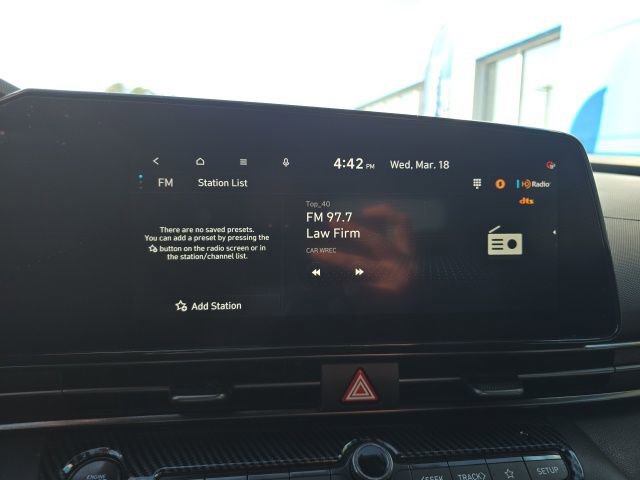 4:42 PM Wed, Mar. 18
FM Station List
HD Radio
dts
Top_40
FM 97.7
Law Firm
CAR WREC
There are no saved presets.
You can add a preset by pressing the
button on the radio screen or in
the station/channel list.
Add Station
ENGINE
SEEK TRACK SETUP